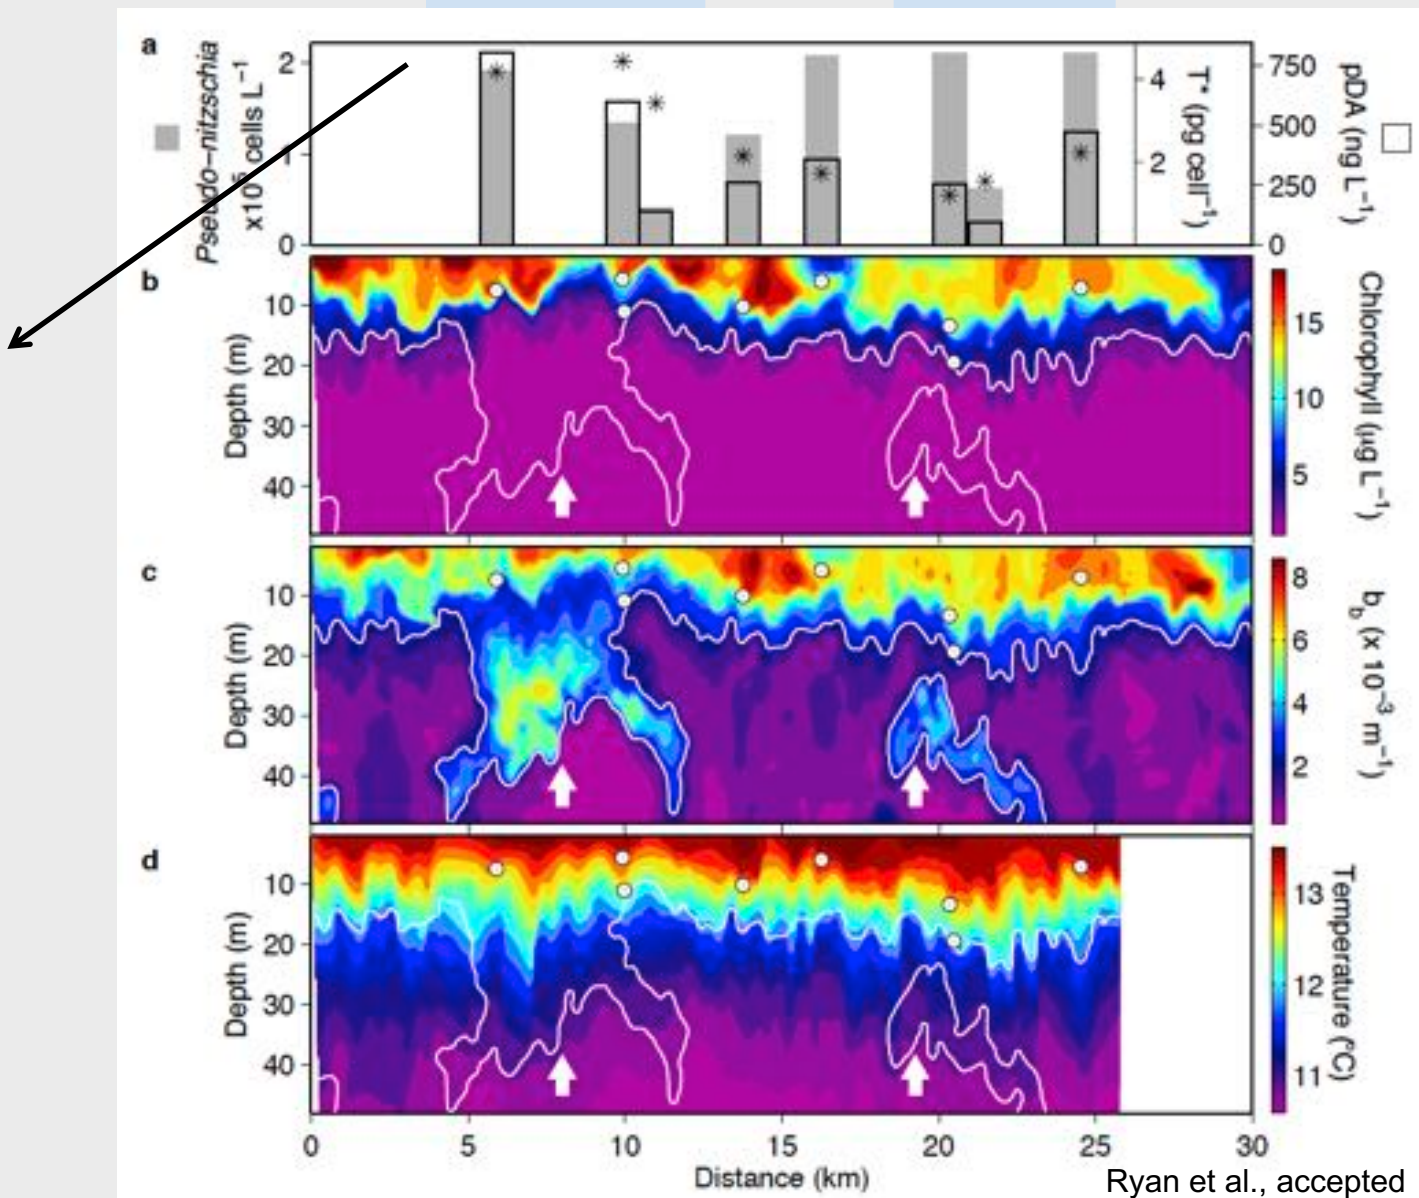 a
Pseudo-nitzschia
x10⁵ cells L⁻¹
2
1
0
4
2
T* (pg cell⁻¹)
750
500
250
0
pDA (ng L⁻¹)
b
Depth (m)
10
20
30
40
15
10
5
Chlorophyll (µg L⁻¹)
c
Depth (m)
10
20
30
40
8
6
4
2
b_b (x 10⁻³ m⁻¹)
d
Depth (m)
10
20
30
40
13
12
11
Temperature (°C)
0 5 10 15 20 25 30
Distance (km)
Ryan et al., accepted